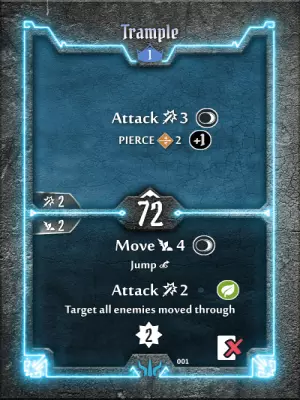 Trample
1
Attack 3
PIERCE 2 +1
2
72
2
Move 4
Jump
Attack 2
Target all enemies moved through
2
001